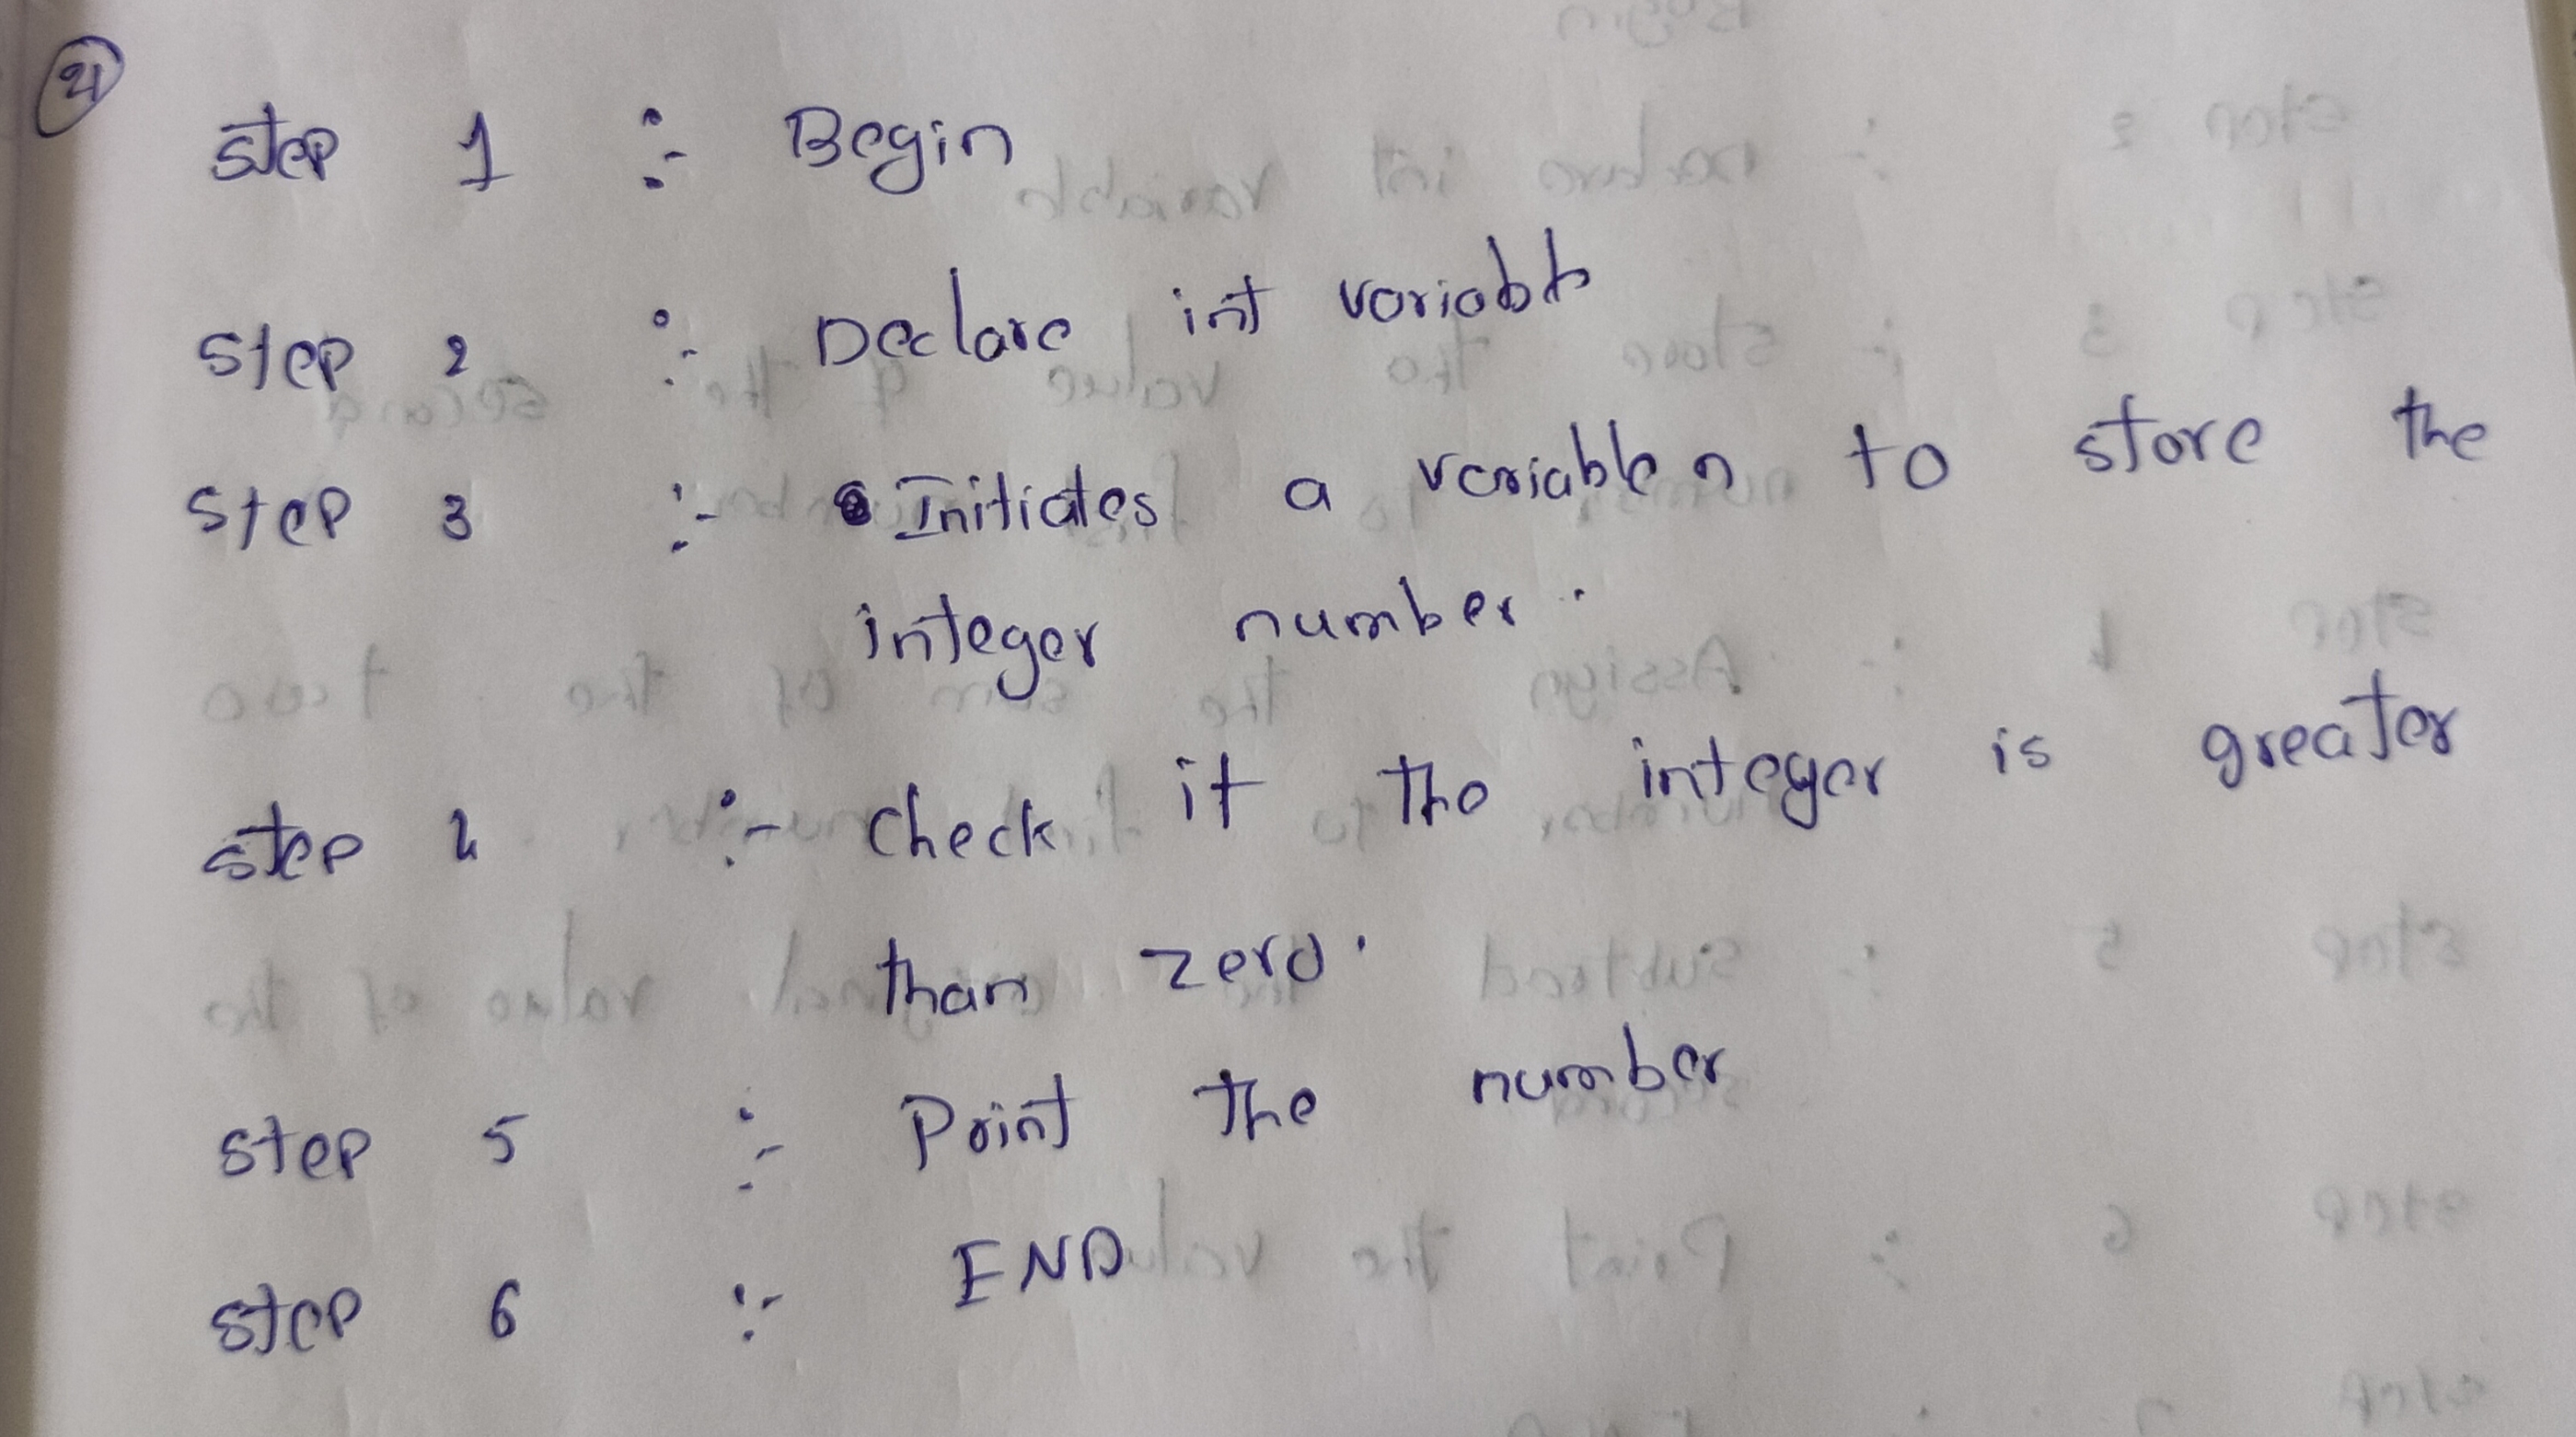 4
Step 1 :- Begin
Step 2 :- Declare int variable
Step 3 :- Initiates a variable n to store the
integer number.
Step 4 :- Check if the integer is greater
than zero.
Step 5 :- Print the number
Step 6 :- END